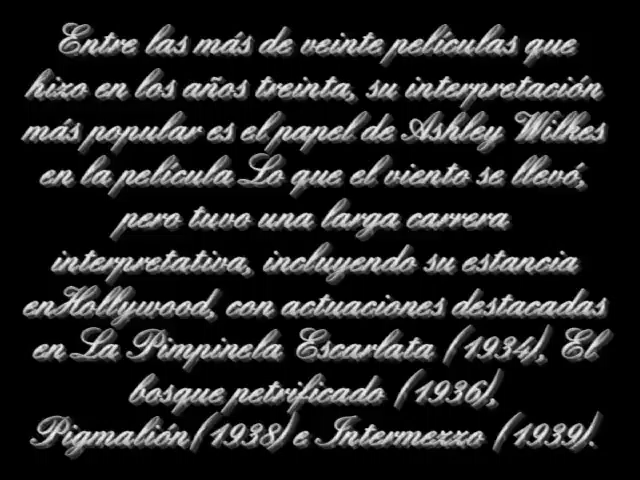 Entre las más de veinte películas que
hizo en los años treinta, su interpretación
más popular es el papel de Ashley Wilkes
en la película Lo que el viento se llevó,
pero tuvo una larga carrera
interpretativa, incluyendo su estancia
enHollywood, con actuaciones destacadas
en La Pimpinela Escarlata (1934), El
bosque petrificado (1936),
Pigmalión(1938) e Intermezzo (1939).